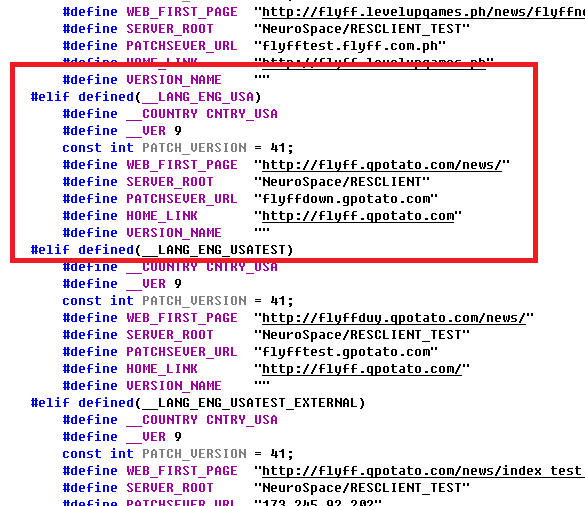 #define WEB_FIRST_PAGE "http://flyff.levelupgames.ph/news/flyffne
#define SERVER_ROOT "NeuroSpace/RESCLIENT_TEST"
#define PATCHSEVER_URL "flyfftest.flyff.com.ph"
#define HOME_LINK "http://flyff.levelupgames.ph"
#define VERSION_NAME ""
#elif defined(__LANG_ENG_USA)
#define __COUNTRY CNTRY_USA
#define __VER 9
const int PATCH_VERSION = 41;
#define WEB_FIRST_PAGE "http://flyff.gpotato.com/news/"
#define SERVER_ROOT "NeuroSpace/RESCLIENT"
#define PATCHSEVER_URL "flyffdown.gpotato.com"
#define HOME_LINK "http://flyff.gpotato.com"
#define VERSION_NAME ""
#elif defined(__LANG_ENG_USATEST)
#define __COUNTRY CNTRY_USA
#define __VER 9
const int PATCH_VERSION = 41;
#define WEB_FIRST_PAGE "http://flyffduy.gpotato.com/news/"
#define SERVER_ROOT "NeuroSpace/RESCLIENT_TEST"
#define PATCHSEVER_URL "flyfftest.gpotato.com"
#define HOME_LINK "http://flyff.gpotato.com/"
#define VERSION_NAME ""
#elif defined(__LANG_ENG_USATEST_EXTERNAL)
#define __COUNTRY CNTRY_USA
#define __VER 9
const int PATCH_VERSION = 41;
#define WEB_FIRST_PAGE "http://flyff.gpotato.com/news/index_test
#define SERVER_ROOT "NeuroSpace/RESCLIENT_TEST"
#define PATCHSEVER_URL "173.245.92.202"